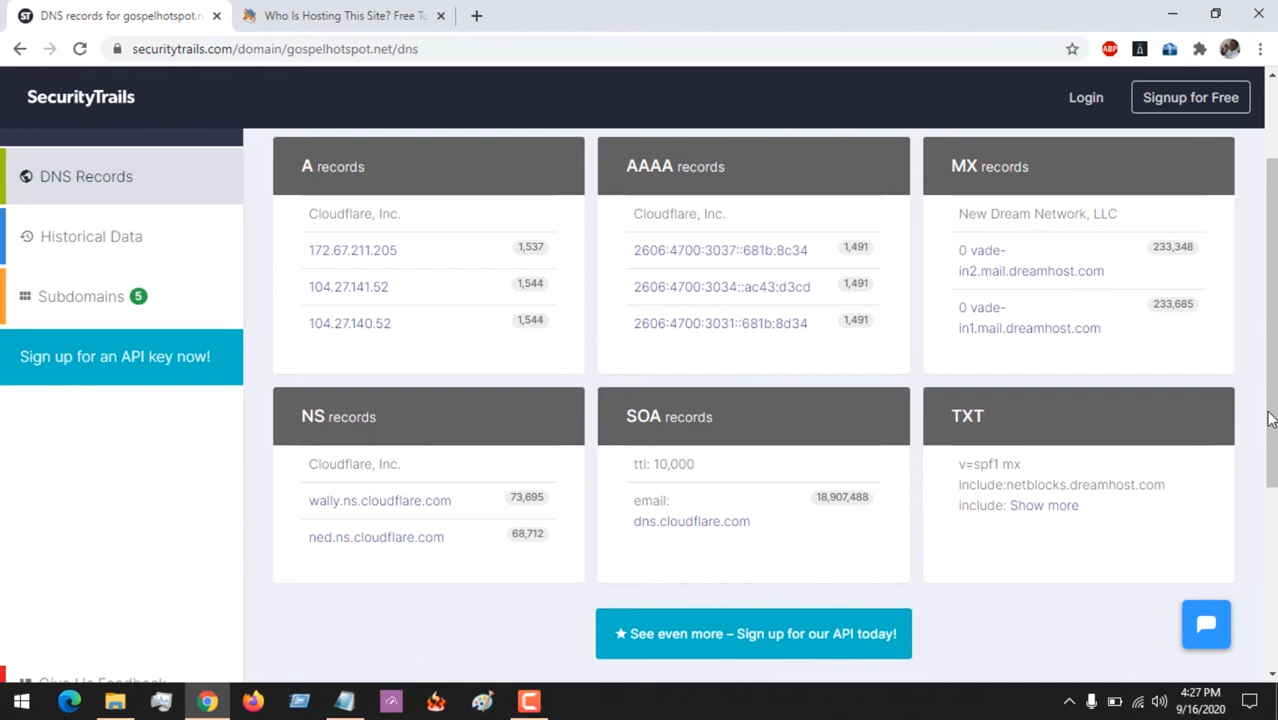 DNS records for gospelhotspot.n
Who Is Hosting This Site? Free To
securitytrails.com/domain/gospelhotspot.net/dns
ABP
SecurityTrails
Login
Signup for Free
DNS Records
Historical Data
Subdomains 5
Sign up for an API key now!
A records
Cloudflare, Inc.
172.67.211.205 1,537
104.27.141.52 1,544
104.27.140.52 1,544
AAAA records
Cloudflare, Inc.
2606:4700:3037::681b:8c34 1,491
2606:4700:3034::ac43:d3cd 1,491
2606:4700:3031::681b:8d34 1,491
MX records
New Dream Network, LLC
0 vade- 233,348
in2.mail.dreamhost.com
0 vade- 233,685
in1.mail.dreamhost.com
NS records
Cloudflare, Inc.
wally.ns.cloudflare.com 73,695
ned.ns.cloudflare.com 68,712
SOA records
ttl: 10,000
email: 18,907,488
dns.cloudflare.com
TXT
v=spf1 mx
include:netblocks.dreamhost.com
include: Show more
★ See even more – Sign up for our API today!
Give Us Feedback
4:27 PM
9/16/2020